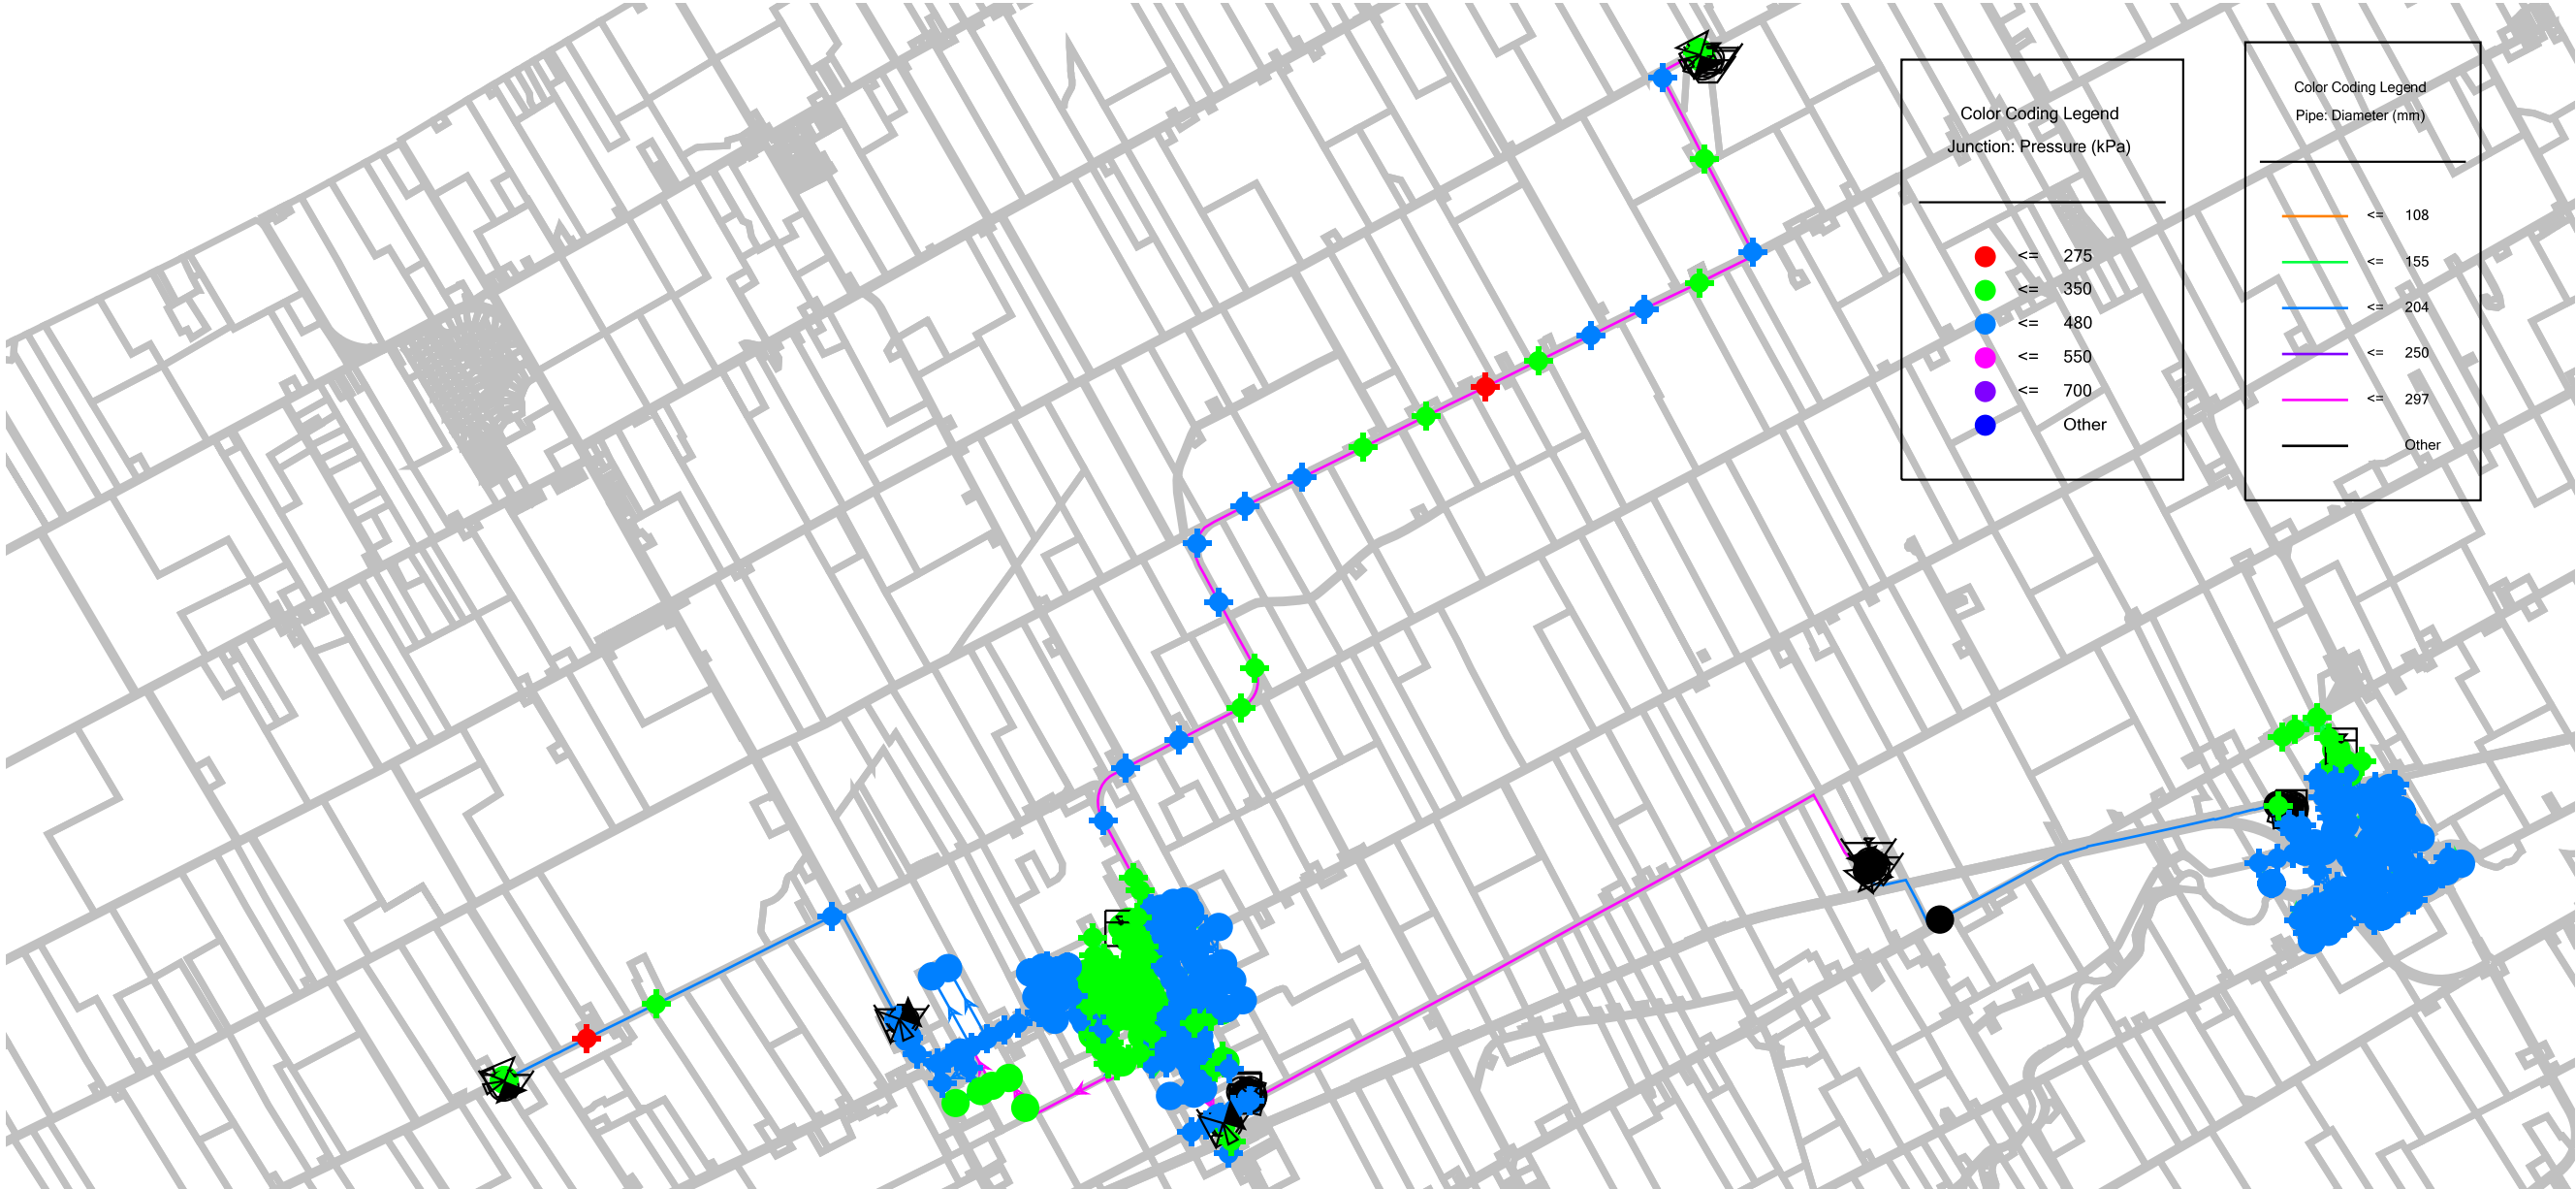 Color Coding Legend
Junction: Pressure (kPa)
<= 275
<= 350
<= 480
<= 550
<= 700
Other
Color Coding Legend
Pipe: Diameter (mm)
<= 108
<= 155
<= 204
<= 250
<= 297
Other